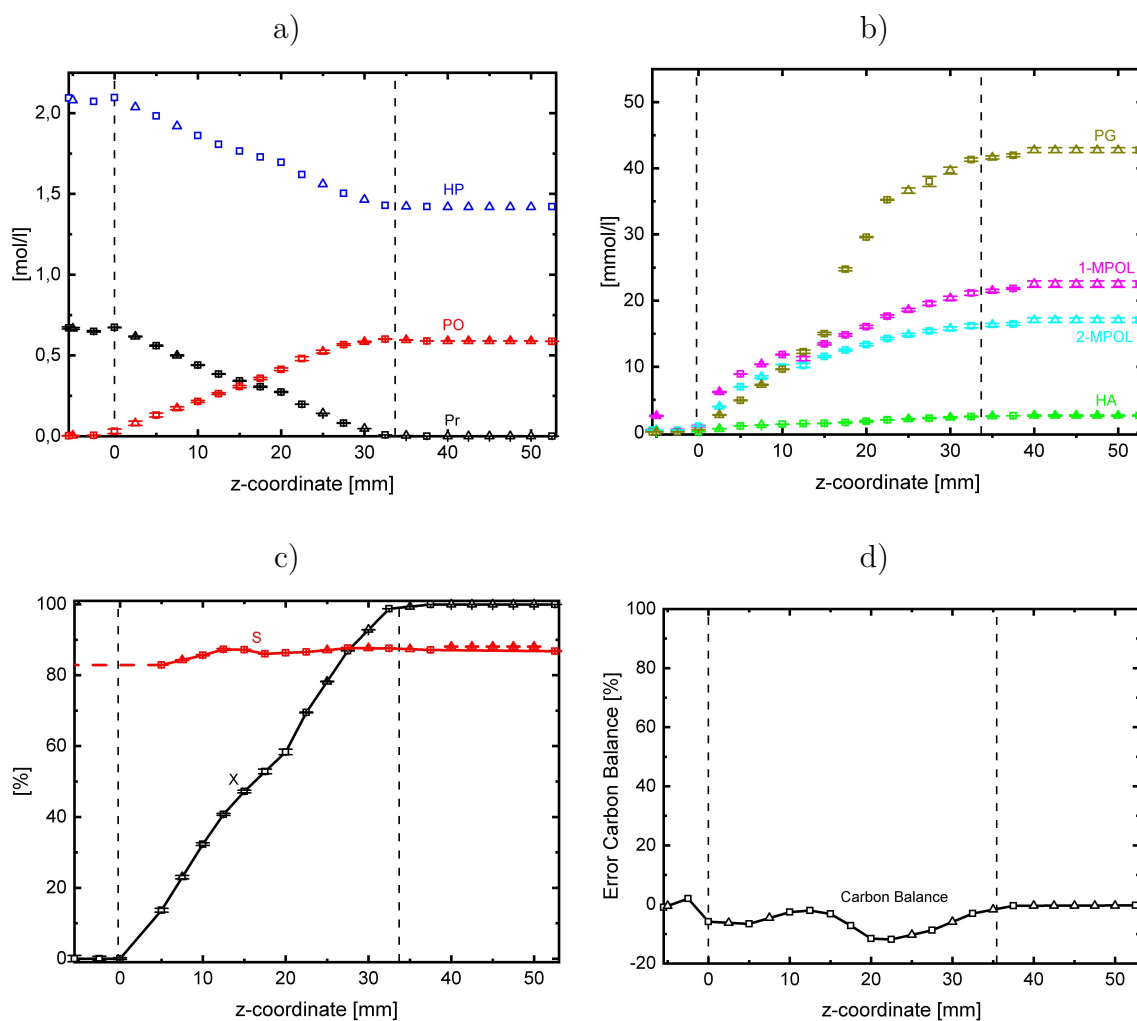 a)
b)
2,0
1,5
1,0
0,5
0,0
[mol/l]
HP
PO
Pr
0 10 20 30 40 50
z-coordinate [mm]
50
40
30
20
10
0
[mmol/l]
PG
1-MPOL
2-MPOL
HA
0 10 20 30 40 50
z-coordinate [mm]
c)
d)
100
80
60
40
20
0
[%]
S
X
0 10 20 30 40 50
z-coordinate [mm]
100
80
60
40
20
0
-20
Error Carbon Balance [%]
Carbon Balance
0 10 20 30 40 50
z-coordinate [mm]